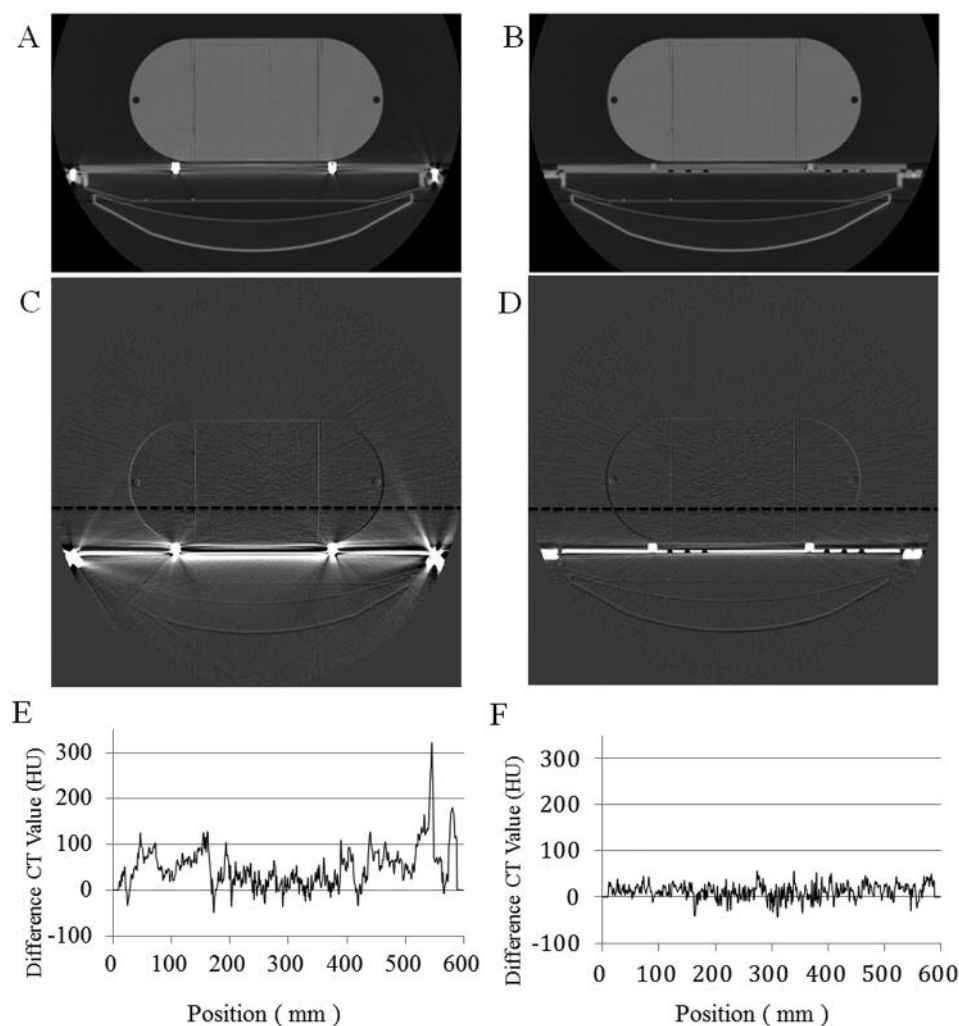 A
B
C
D
E
Difference CT Value (HU)
300
200
100
0
-100
0 100 200 300 400 500 600
Position ( mm )
F
Difference CT Value (HU)
300
200
100
0
-100
0 100 200 300 400 500 600
Position ( mm )